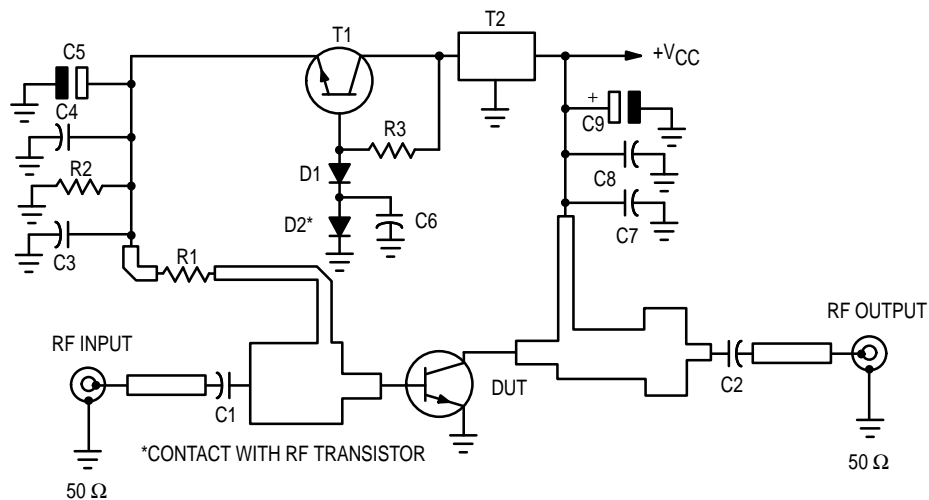 T1
T2
C5
+VCC
C4
+
C9
R3
R2
D1
C8
D2*
C6
C7
C3
R1
RF INPUT
RF OUTPUT
C1
DUT
C2
*CONTACT WITH RF TRANSISTOR
50 Ω
50 Ω